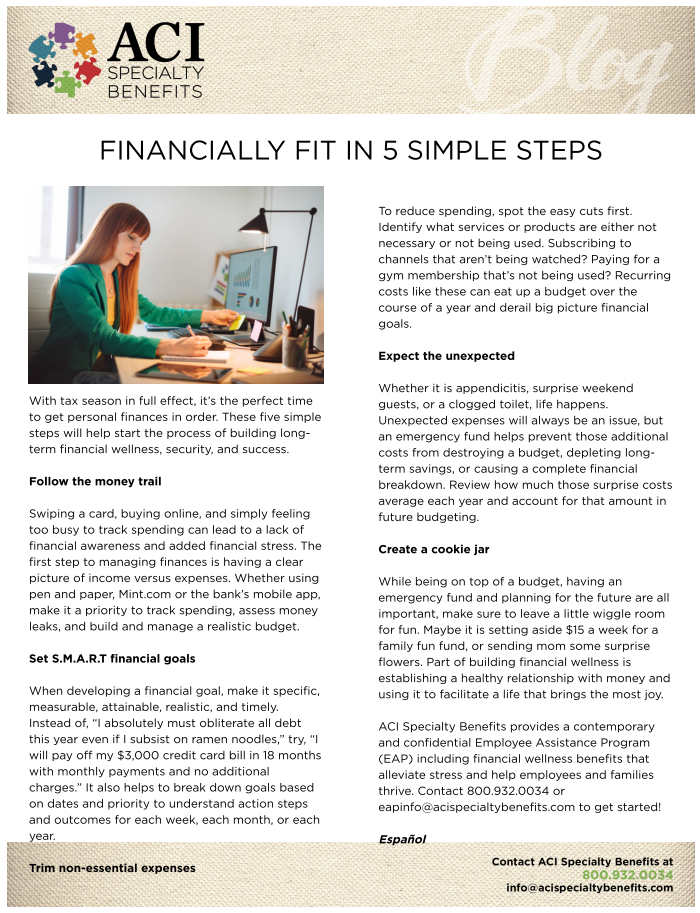 ACI
SPECIALTY
BENEFITS
Blog
FINANCIALLY FIT IN 5 SIMPLE STEPS
With tax season in full effect, it’s the perfect time
to get personal finances in order. These five simple
steps will help start the process of building long-
term financial wellness, security, and success.
Follow the money trail
Swiping a card, buying online, and simply feeling
too busy to track spending can lead to a lack of
financial awareness and added financial stress. The
first step to managing finances is having a clear
picture of income versus expenses. Whether using
pen and paper, Mint.com or the bank’s mobile app,
make it a priority to track spending, assess money
leaks, and build and manage a realistic budget.
Set S.M.A.R.T financial goals
When developing a financial goal, make it specific,
measurable, attainable, realistic, and timely.
Instead of, “I absolutely must obliterate all debt
this year even if I subsist on ramen noodles,” try, “I
will pay off my $3,000 credit card bill in 18 months
with monthly payments and no additional
charges.” It also helps to break down goals based
on dates and priority to understand action steps
and outcomes for each week, each month, or each
year.
Trim non-essential expenses
To reduce spending, spot the easy cuts first.
Identify what services or products are either not
necessary or not being used. Subscribing to
channels that aren’t being watched? Paying for a
gym membership that’s not being used? Recurring
costs like these can eat up a budget over the
course of a year and derail big picture financial
goals.
Expect the unexpected
Whether it is appendicitis, surprise weekend
guests, or a clogged toilet, life happens.
Unexpected expenses will always be an issue, but
an emergency fund helps prevent those additional
costs from destroying a budget, depleting long-
term savings, or causing a complete financial
breakdown. Review how much those surprise costs
average each year and account for that amount in
future budgeting.
Create a cookie jar
While being on top of a budget, having an
emergency fund and planning for the future are all
important, make sure to leave a little wiggle room
for fun. Maybe it is setting aside $15 a week for a
family fun fund, or sending mom some surprise
flowers. Part of building financial wellness is
establishing a healthy relationship with money and
using it to facilitate a life that brings the most joy.
ACI Specialty Benefits provides a contemporary
and confidential Employee Assistance Program
(EAP) including financial wellness benefits that
alleviate stress and help employees and families
thrive. Contact 800.932.0034 or
eapinfo@acispecialtybenefits.com to get started!
Español
Contact ACI Specialty Benefits at
800.932.0034
info@acispecialtybenefits.com